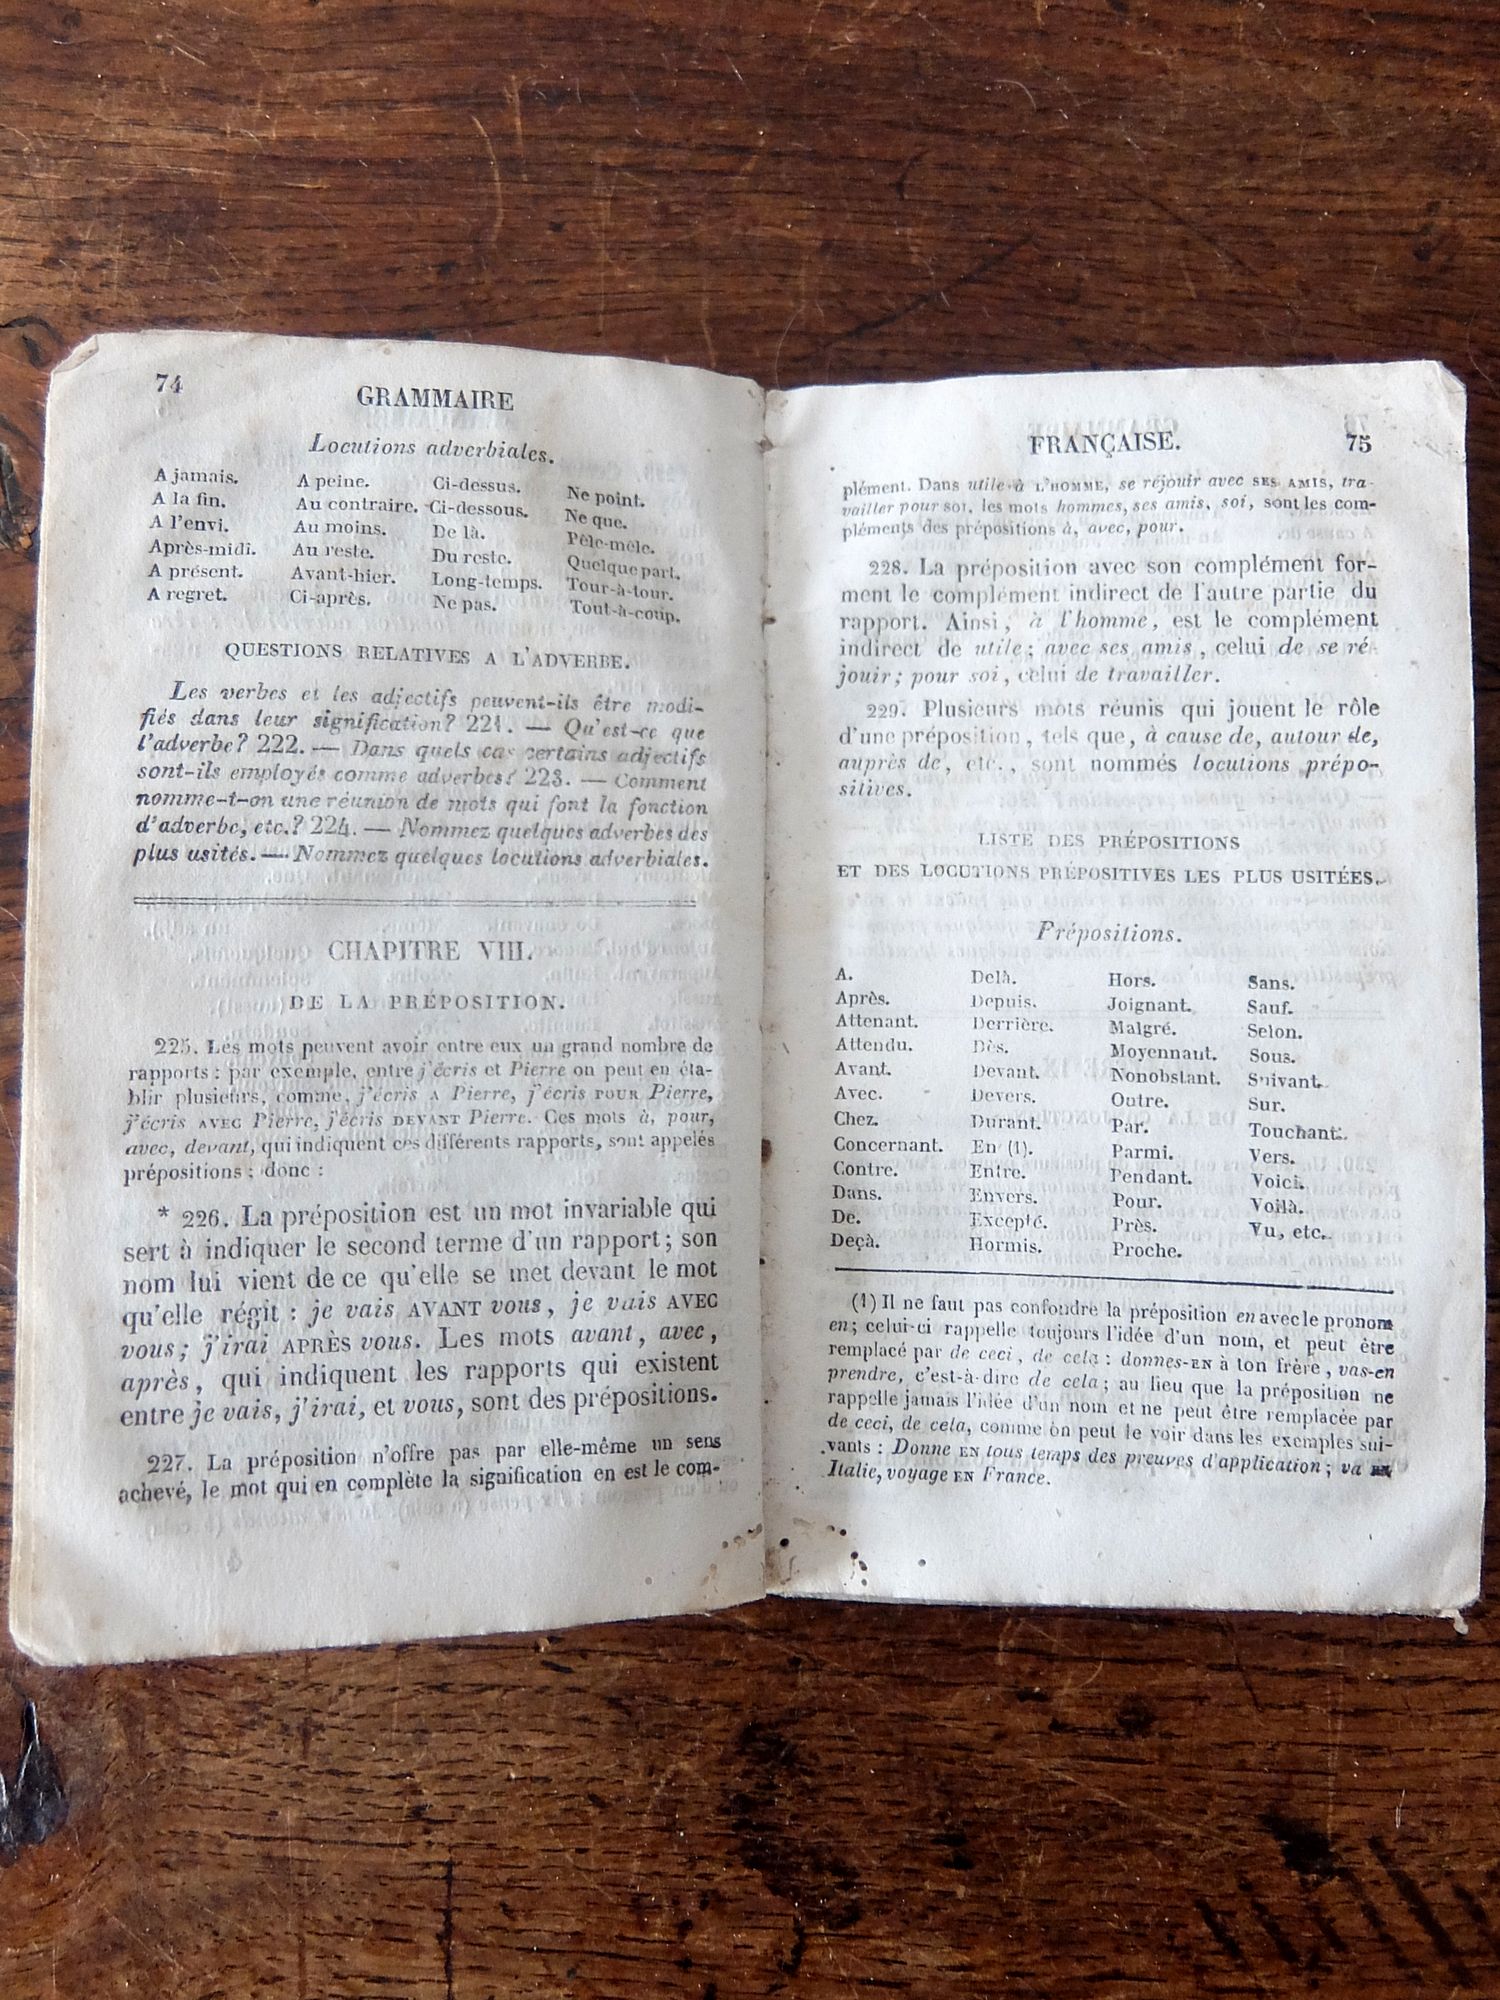 74
GRAMMAIRE
Locutions adverbiales.
A jamais. A peine. Ci-dessus. Ne point.
A la fin. Au contraire. Ci-dessous. Ne que.
A l'envi. Au moins. De là. Pêle-mêle.
Après-midi. Au reste. Du reste. Quelque part.
A présent. Avant-hier. Long-temps. Tour-à-tour.
A regret. Ci-après. Ne pas. Tout-à-coup.
QUESTIONS RELATIVES A L'ADVERBE.
Les verbes et les adjectifs peuvent-ils être modi-
fiés dans leur signification? 221. — Qu'est-ce que
l'adverbe? 222. — Dans quels cas certains adjectifs
sont-ils employés comme adverbes? 223. — Comment
nomme-t-on une réunion de mots qui font la fonction
d'adverbe, etc.? 224. — Nommez quelques adverbes des
plus usités. — Nommez quelques locutions adverbiales.
CHAPITRE VIII.
DE LA PRÉPOSITION.
225. Les mots peuvent avoir entre eux un grand nombre de
rapports : par exemple, entre j'écris et Pierre on peut en éta-
blir plusieurs, comme, j'écris A Pierre, j'écris POUR Pierre,
j'écris AVEC Pierre, j'écris DEVANT Pierre. Ces mots à, pour,
avec, devant, qui indiquent ces différents rapports, sont appelés
prépositions ; donc :
* 226. La préposition est un mot invariable qui
sert à indiquer le second terme d'un rapport ; son
nom lui vient de ce qu'elle se met devant le mot
qu'elle régit : je vais AVANT vous, je vais AVEC
vous ; j'irai APRÈS vous. Les mots avant, avec,
après, qui indiquent les rapports qui existent
entre je vais, j'irai, et vous, sont des prépositions.
227. La préposition n'offre pas par elle-même un sens
achevé, le mot qui en complète la signification en est le com-
FRANÇAISE. 75
plément. Dans utile à L'HOMME, se réjouir avec SES AMIS, tra-
vailler pour SOI, les mots hommes, ses amis, soi, sont les com-
pléments des prépositions à, avec, pour.
228. La préposition avec son complément for-
ment le complément indirect de l'autre partie du
rapport. Ainsi, à l'homme, est le complément
indirect de utile ; avec ses amis, celui de se ré
jouir ; pour soi, celui de travailler.
229. Plusieurs mots réunis qui jouent le rôle
d'une préposition, tels que, à cause de, autour de,
auprès de, etc., sont nommés locutions prépo-
sitives.
LISTE DES PRÉPOSITIONS
ET DES LOCUTIONS PRÉPOSITIVES LES PLUS USITÉES.
Prépositions.
A. Delà. Hors. Sans.
Après. Depuis. Joignant. Sauf.
Attenant. Derrière. Malgré. Selon.
Attendu. Dès. Moyennant. Sous.
Avant. Devant. Nonobstant. Suivant.
Avec. Devers. Outre. Sur.
Chez. Durant. Par. Touchant.
Concernant. En (1). Parmi. Vers.
Contre. Entre. Pendant. Voici.
Dans. Envers. Pour. Voilà.
De. Excepté. Près. Vu, etc.
Deçà. Hormis. Proche.
(1) Il ne faut pas confondre la préposition en avec le pronom
en ; celui-ci rappelle toujours l'idée d'un nom, et peut être
remplacé par de ceci, de cela : donnes-EN à ton frère, vas-en
prendre, c'est-à-dire de cela ; au lieu que la préposition ne
rappelle jamais l'idée d'un nom et ne peut être remplacée par
de ceci, de cela, comme on peut le voir dans les exemples sui-
vants : Donne EN tous temps des preuves d'application ; va EN
Italie, voyage EN France.